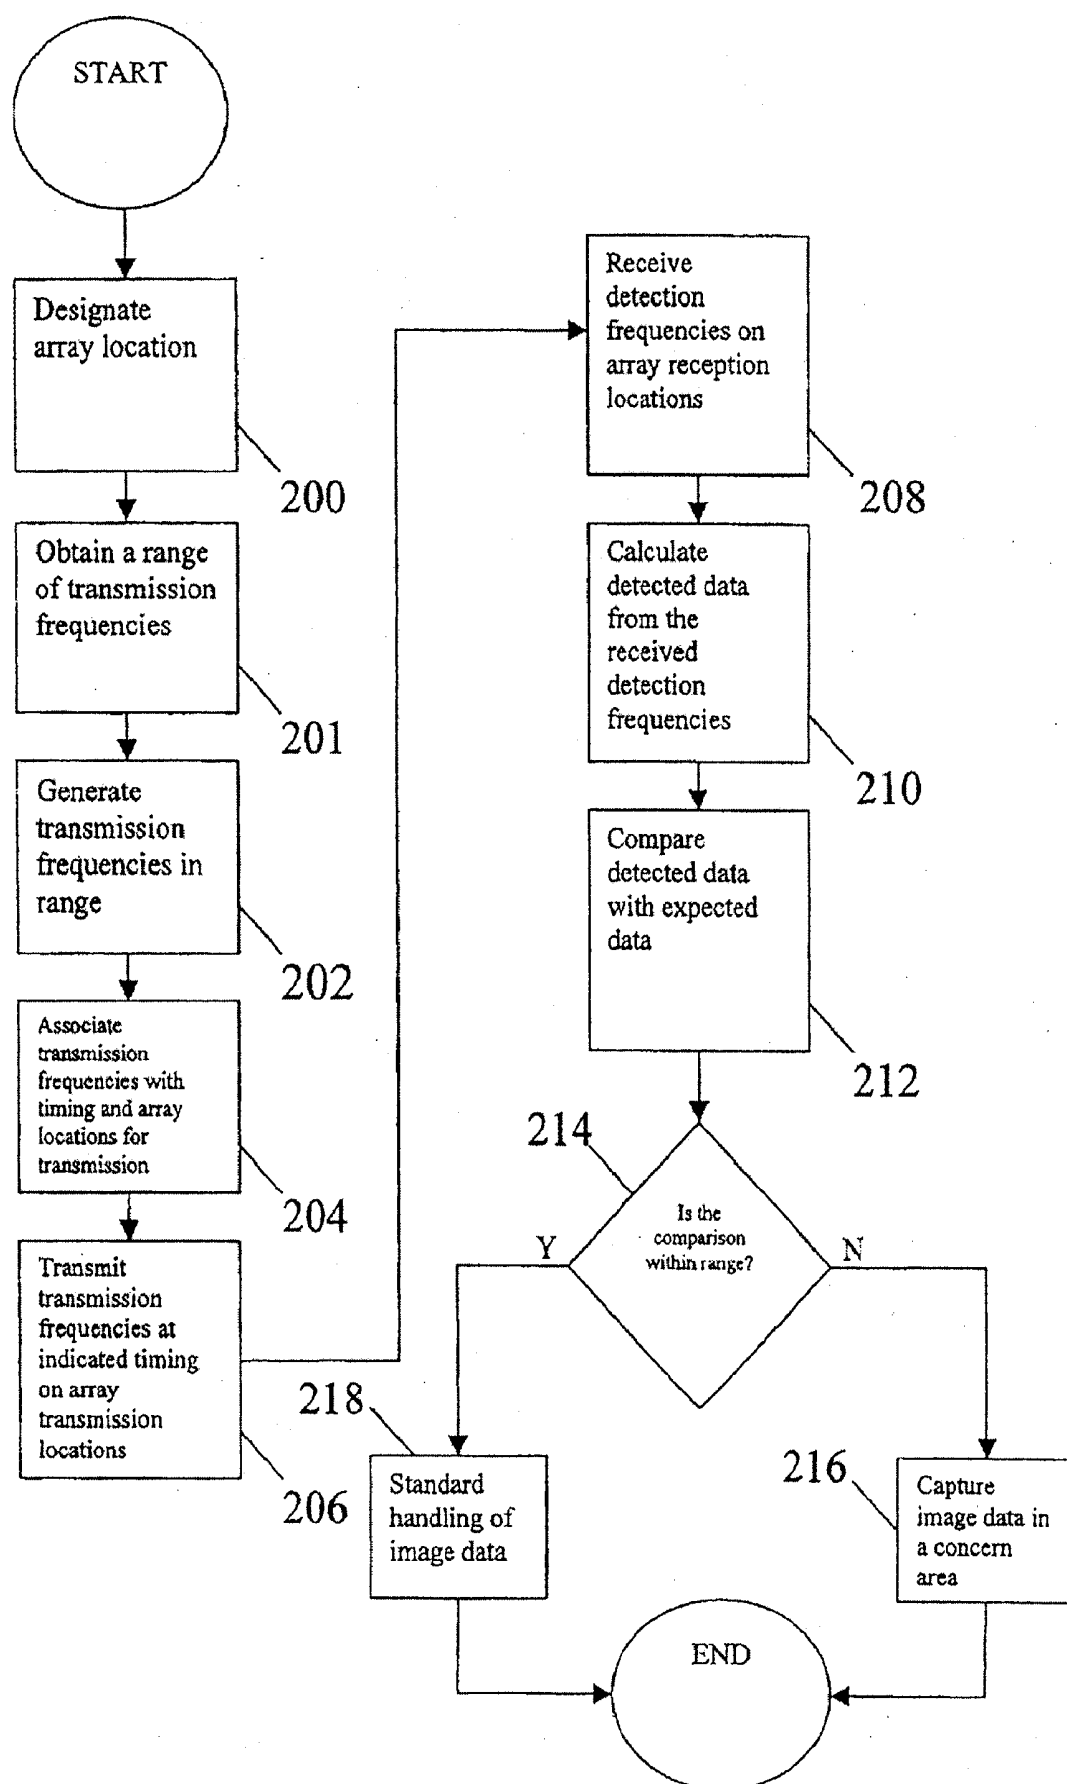 START
Designate
array location
200
Obtain a range
of transmission
frequencies
201
Generate
transmission
frequencies in
range
202
Associate
transmission
frequencies with
timing and array
locations for
transmission
204
Transmit
transmission
frequencies at
indicated timing
on array
transmission
locations
206
Receive
detection
frequencies on
array reception
locations
208
Calculate
detected data
from the
received
detection
frequencies
210
Compare
detected data
with expected
data
212
214
Is the
comparison
within range?
Y
N
218
Standard
handling of
image data
216
Capture
image data in
a concern
area
END